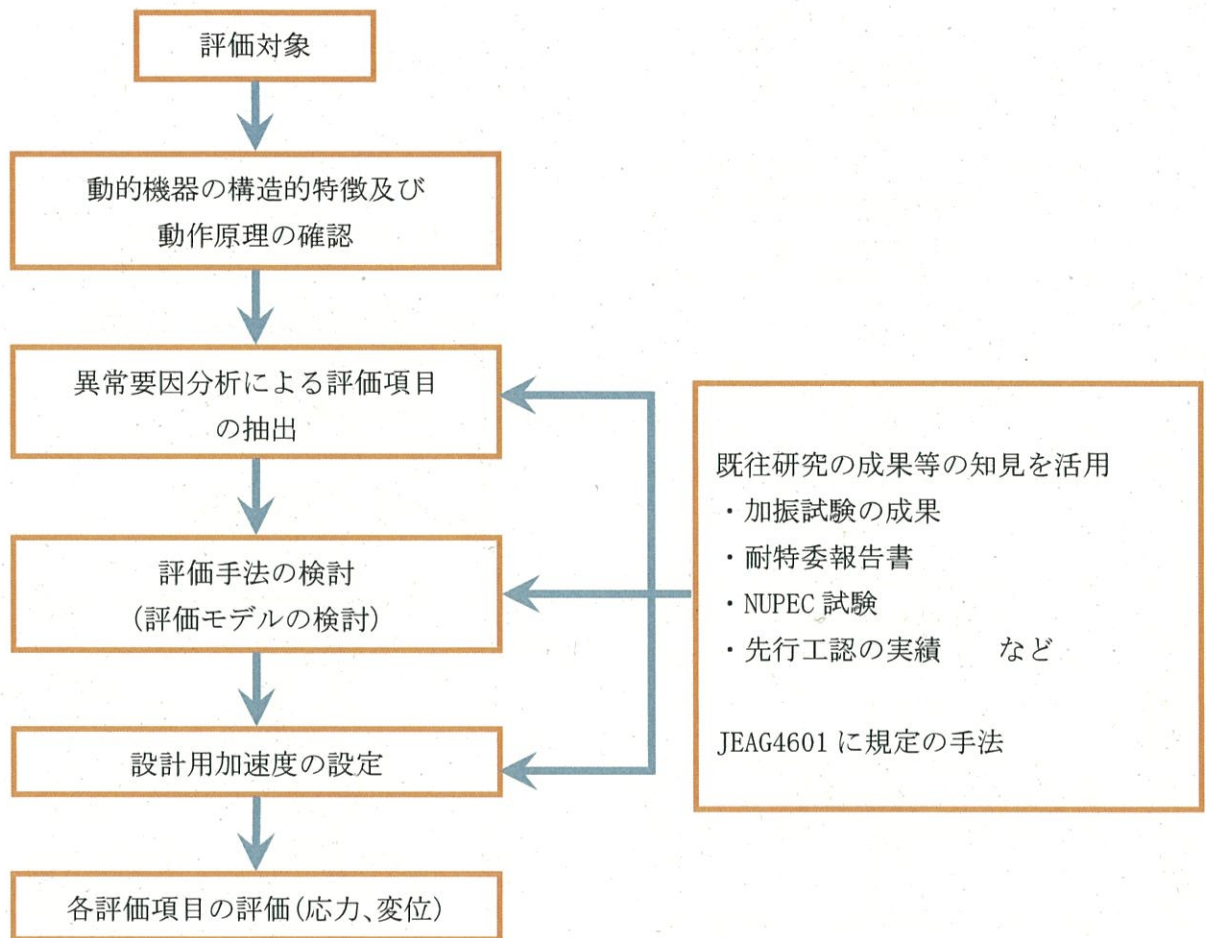 評価対象
動的機器の構造的特徴及び
動作原理の確認
異常要因分析による評価項目
の抽出
評価手法の検討
(評価モデルの検討)
設計用加速度の設定
各評価項目の評価(応力、変位)
既往研究の成果等の知見を活用
・加振試験の成果
・耐特委報告書
・NUPEC 試験
・先行工認の実績　　など
JEAG4601 に規定の手法